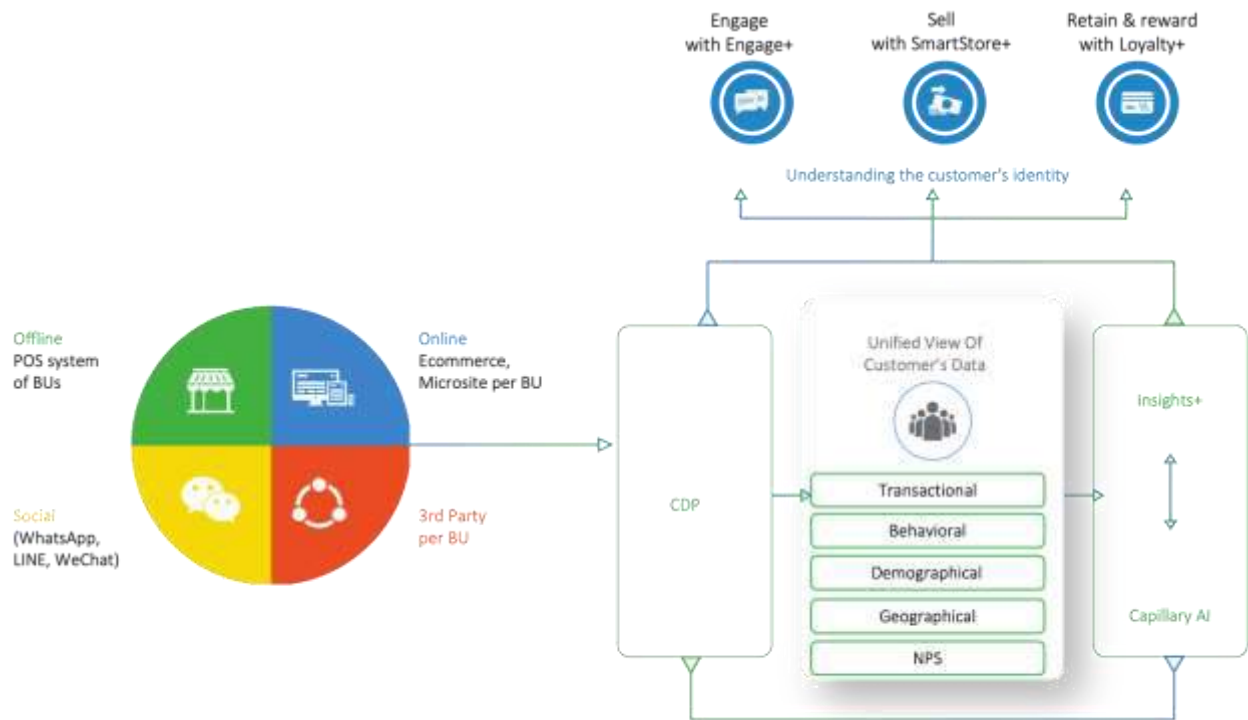 Engage
with Engage+
Sell
with SmartStore+
Retain & reward
with Loyalty+
Understanding the customer's identity
Offline
POS system
of BUs
Online
Ecommerce,
Microsite per BU
Social
(WhatsApp,
LINE, WeChat)
3rd Party
per BU
CDP
Unified View Of
Customer's Data
Transactional
Behavioral
Demographical
Geographical
NPS
Insights+
Capillary AI